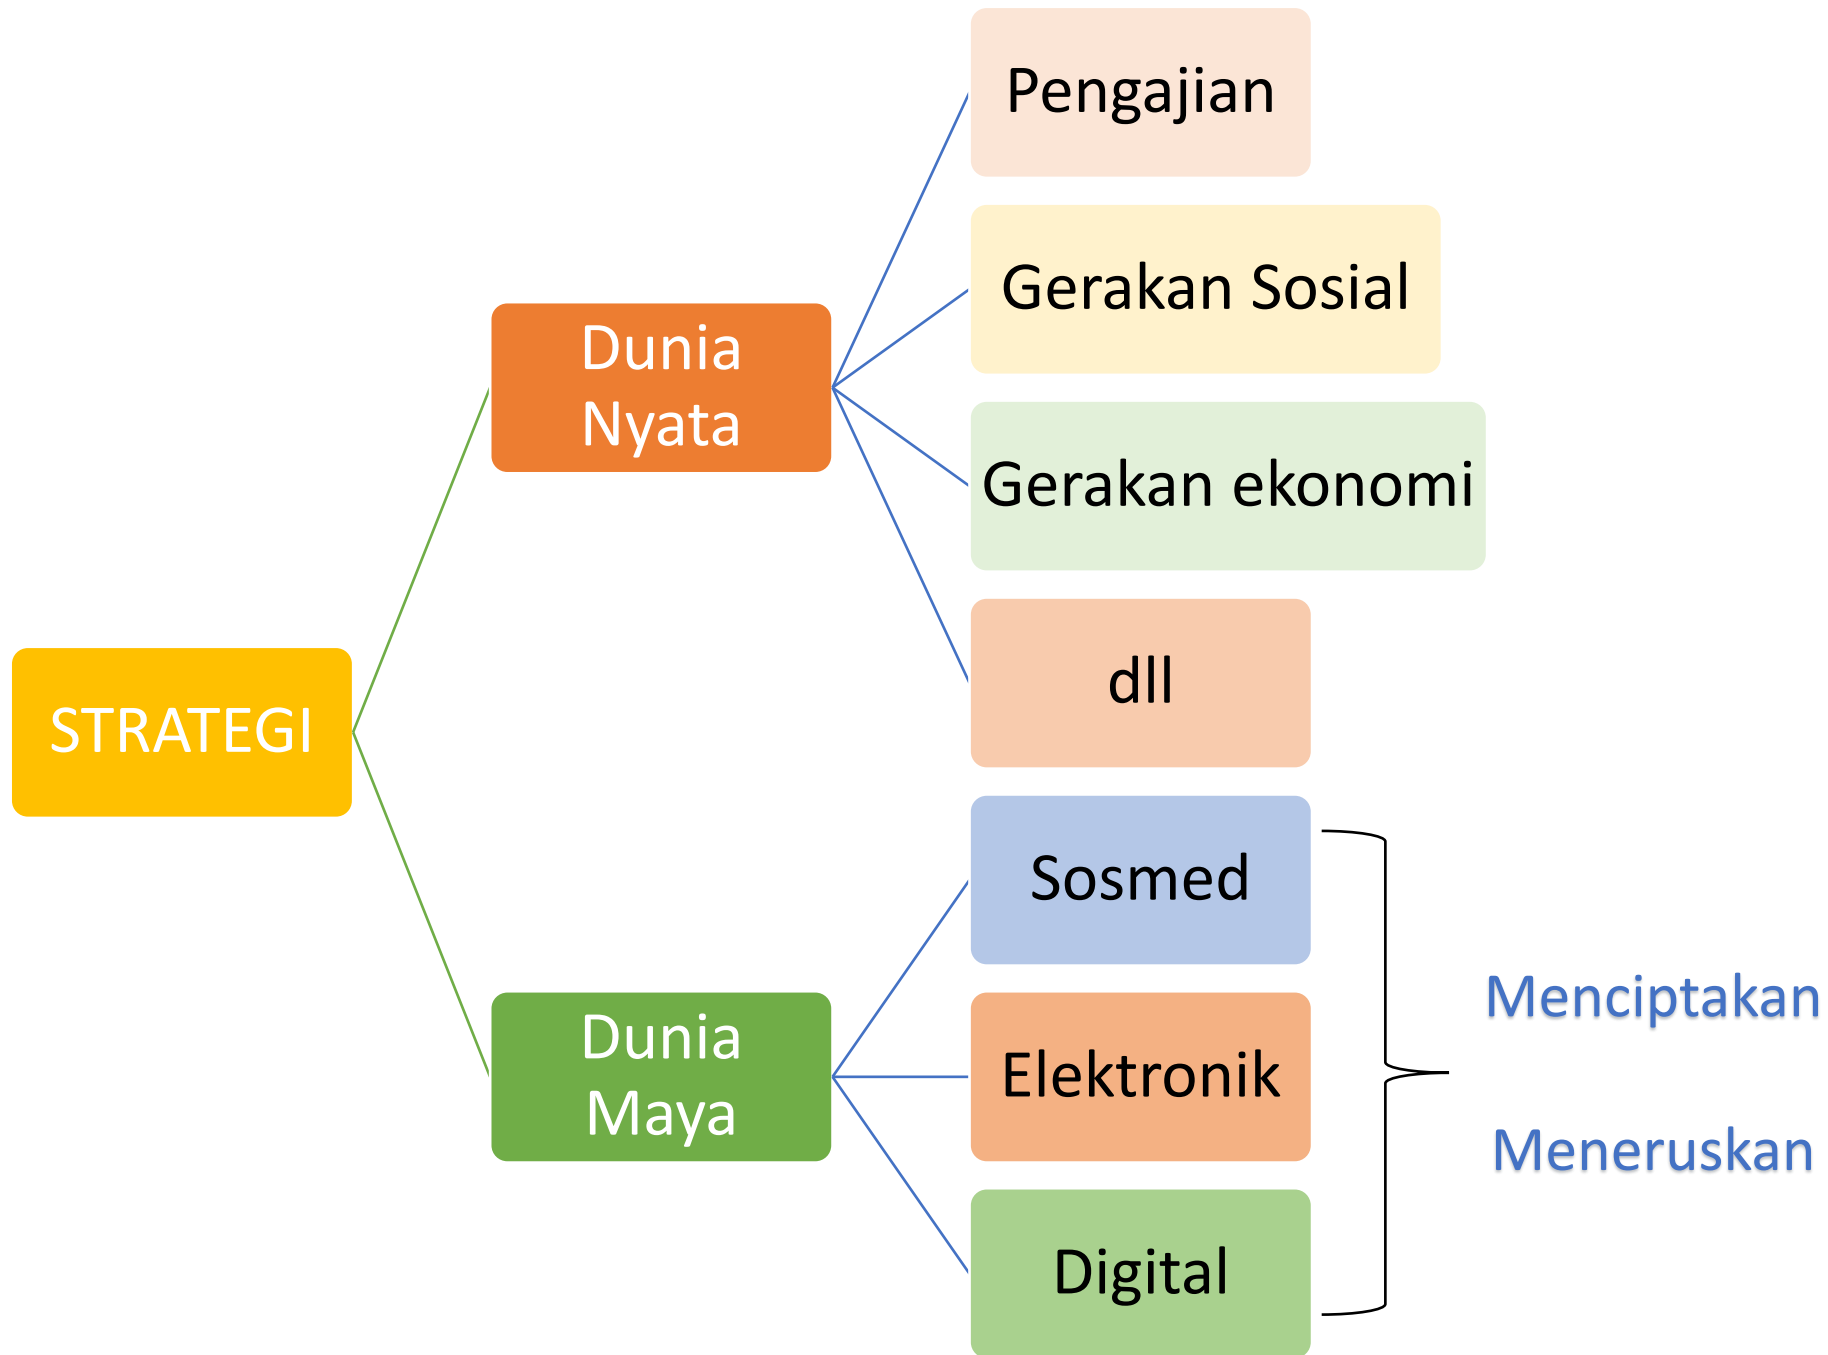 STRATEGI
Dunia
Nyata
Pengajian
Gerakan Sosial
Gerakan ekonomi
dll
Dunia
Maya
Sosmed
Elektronik
Digital
Menciptakan
Meneruskan